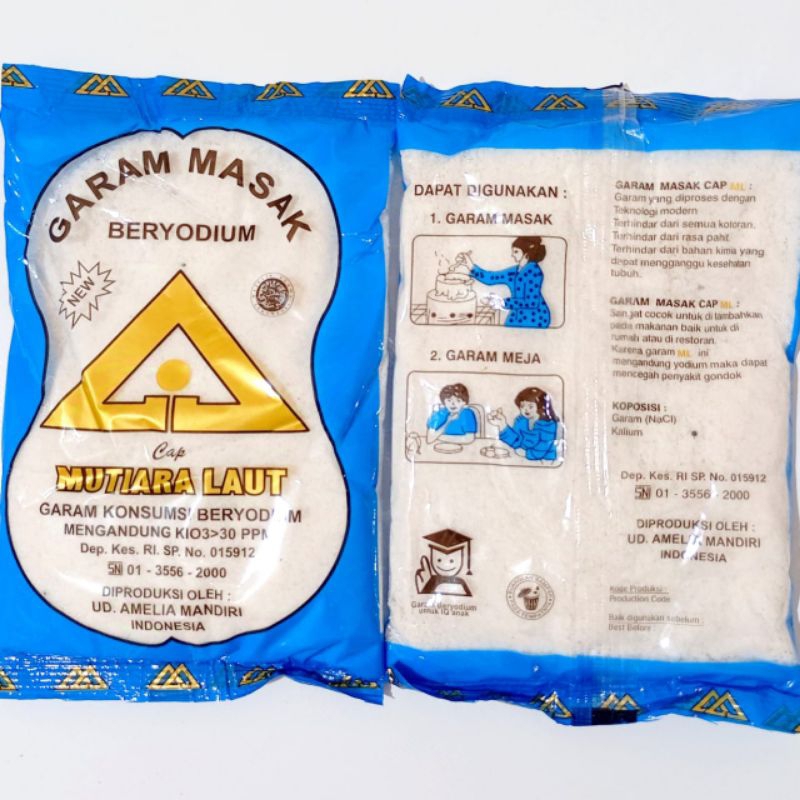 GARAM MASAK
BERYODIUM
NEW
Cap
MUTIARA LAUT
GARAM KONSUMSI BERYODIUM
MENGANDUNG KIO3>30 PPM
Dep. Kes. RI. SP. No. 015912
SNI 01 - 3556 - 2000
DIPRODUKSI OLEH :
UD. AMELIA MANDIRI
INDONESIA
DAPAT DIGUNAKAN :
1. GARAM MASAK
2. GARAM MEJA
Garam beryodium
untuk IQ anak
GARAM MASAK CAP ML :
Garam yang diproses dengan
Teknologi modern
Terhindar dari semua kotoran.
Terhindar dari rasa pahit.
Terhindar dari bahan kimia yang
dapat mengganggu kesehatan
tubuh.
GARAM MASAK CAP ML :
Sangat cocok untuk di tambahkan
pada makanan baik untuk di
rumah atau di restoran.
Karena garam ML ini
mengandung yodium maka dapat
mencegah penyakit gondok
KOPOSISI :
Garam (NaCl)
Kalium
Dep. Kes. RI SP. No. 015912
SNI 01 - 3556 - 2000
DIPRODUKSI OLEH :
UD. AMELIA MANDIRI
INDONESIA
Kode Produksi :
Production Code
Baik digunakan sebelum :
Best Before